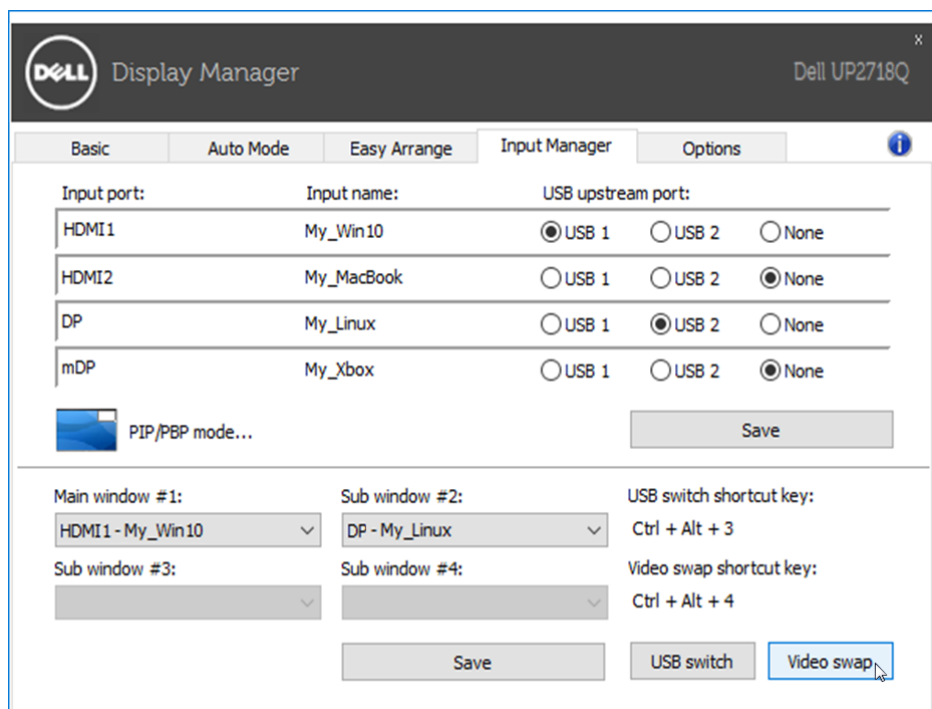 x
DELL Display Manager Dell UP2718Q
Basic Auto Mode Easy Arrange Input Manager Options i
Input port: Input name: USB upstream port:
HDMI1 My_Win10 USB 1 USB 2 None
HDMI2 My_MacBook USB 1 USB 2 None
DP My_Linux USB 1 USB 2 None
mDP My_Xbox USB 1 USB 2 None
PIP/PBP mode... Save
Main window #1: Sub window #2: USB switch shortcut key:
HDMI1 - My_Win10 DP - My_Linux Ctrl + Alt + 3
Sub window #3: Sub window #4: Video swap shortcut key:
Ctrl + Alt + 4
Save USB switch Video swap